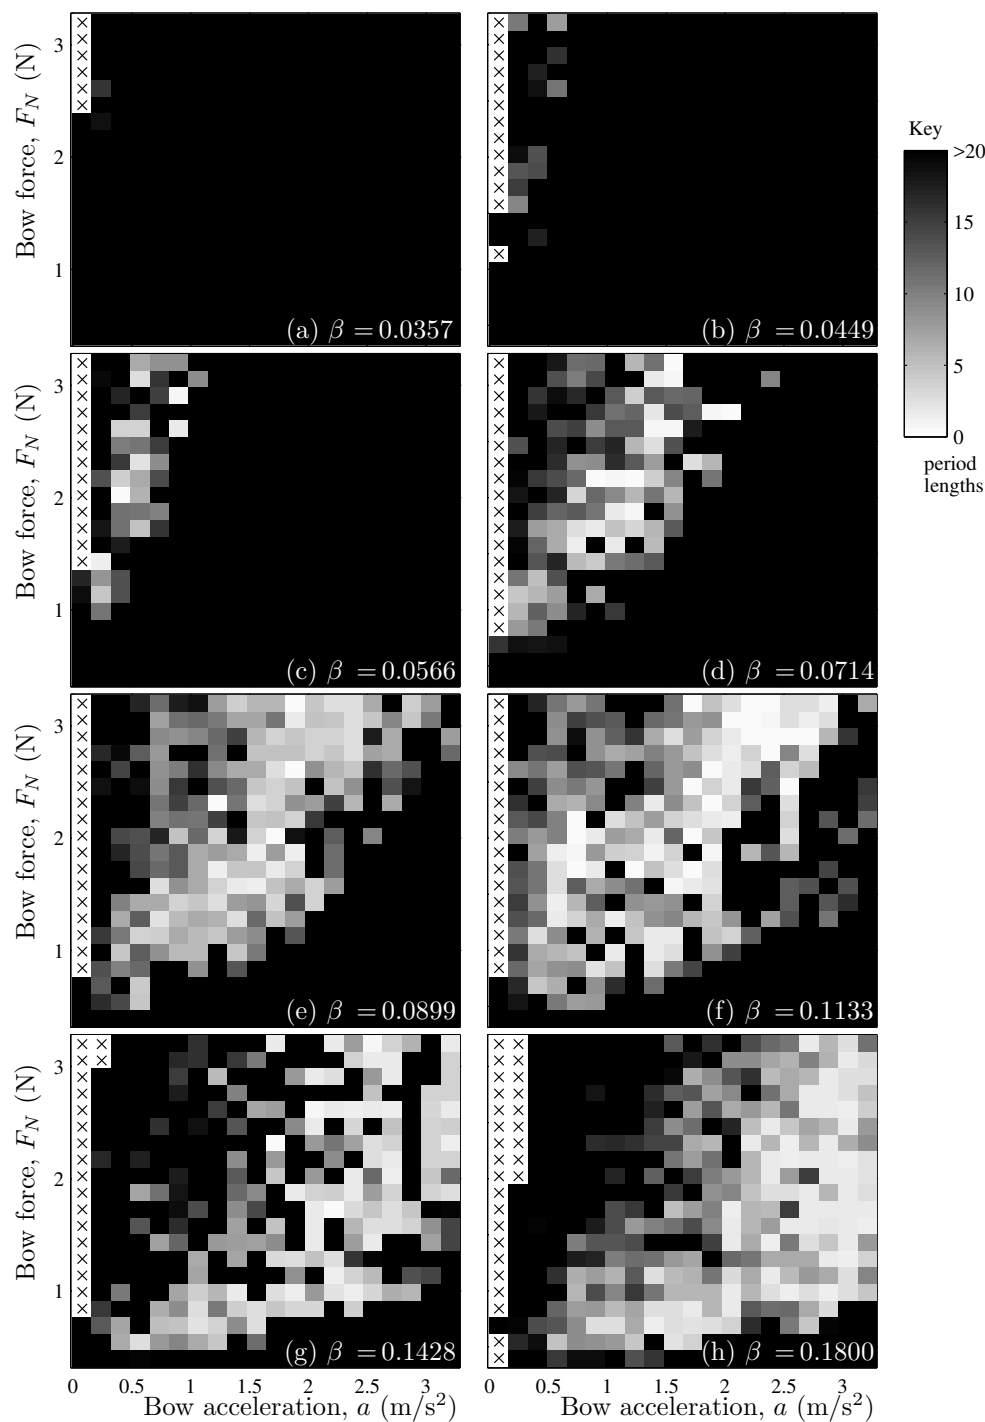 Bow force, F_N (N)
3
2
1
(a) β = 0.0357
(b) β = 0.0449
Key
>20
15
10
5
0
period
lengths
Bow force, F_N (N)
3
2
1
(c) β = 0.0566
(d) β = 0.0714
Bow force, F_N (N)
3
2
1
(e) β = 0.0899
(f) β = 0.1133
Bow force, F_N (N)
3
2
1
(g) β = 0.1428
(h) β = 0.1800
0 0.5 1 1.5 2 2.5 3
0 0.5 1 1.5 2 2.5 3
Bow acceleration, a (m/s²)
Bow acceleration, a (m/s²)